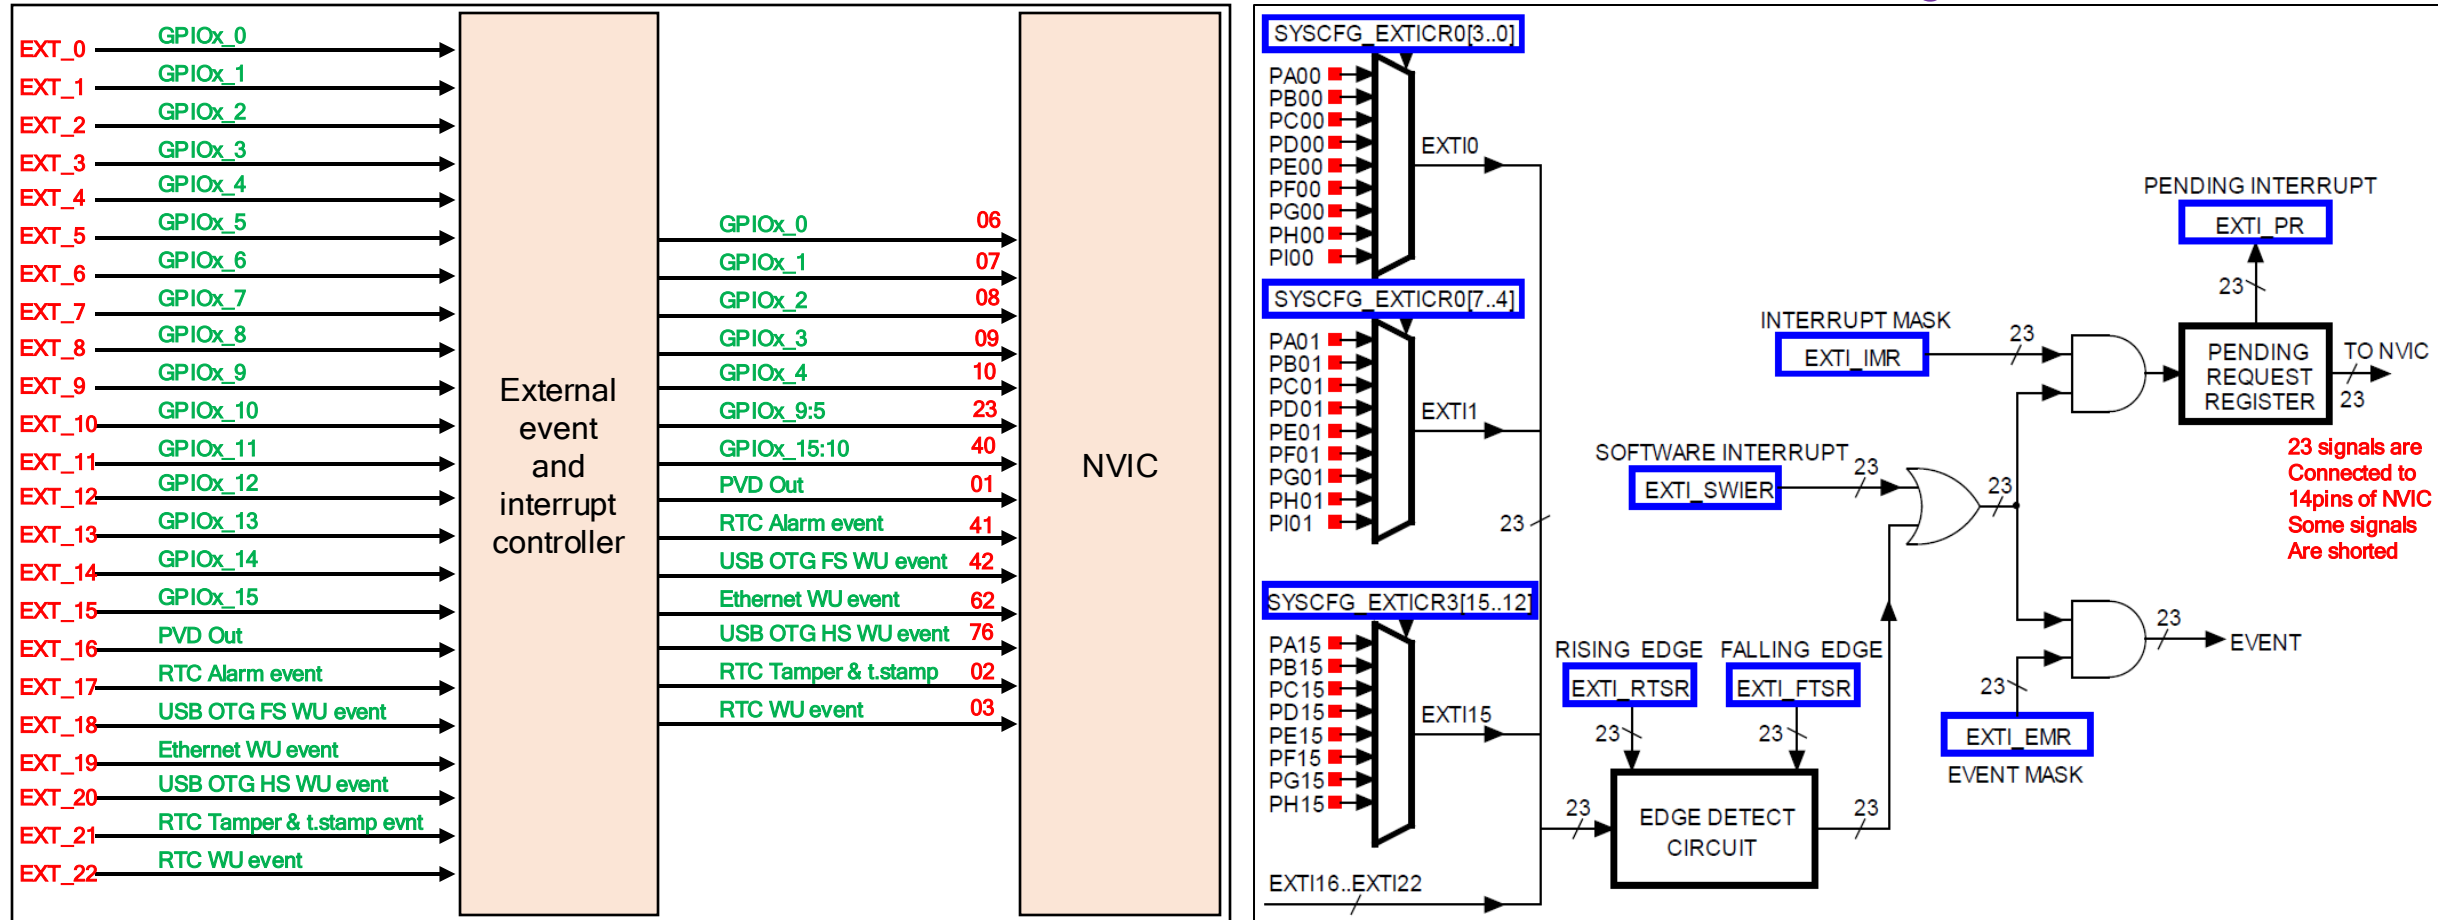 EXT_0
GPIOx_0
EXT_1
GPIOx_1
EXT_2
GPIOx_2
EXT_3
GPIOx_3
EXT_4
GPIOx_4
EXT_5
GPIOx_5
EXT_6
GPIOx_6
EXT_7
GPIOx_7
EXT_8
GPIOx_8
EXT_9
GPIOx_9
EXT_10
GPIOx_10
EXT_11
GPIOx_11
EXT_12
GPIOx_12
EXT_13
GPIOx_13
EXT_14
GPIOx_14
EXT_15
GPIOx_15
EXT_16
PVD Out
EXT_17
RTC Alarm event
EXT_18
USB OTG FS WU event
EXT_19
Ethernet WU event
EXT_20
USB OTG HS WU event
EXT_21
RTC Tamper & t.stamp evnt
EXT_22
RTC WU event
External
event
and
interrupt
controller
GPIOx_0 06
GPIOx_1 07
GPIOx_2 08
GPIOx_3 09
GPIOx_4 10
GPIOx_9:5 23
GPIOx_15:10 40
PVD Out 01
RTC Alarm event 41
USB OTG FS WU event 42
Ethernet WU event 62
USB OTG HS WU event 76
RTC Tamper & t.stamp 02
RTC WU event 03
NVIC
SYSCFG_EXTICR0[3..0]
PA00
PB00
PC00
PD00
PE00
PF00
PG00
PH00
PI00
EXTI0
SYSCFG_EXTICR0[7..4]
PA01
PB01
PC01
PD01
PE01
PF01
PG01
PH01
PI01
EXTI1
23
SYSCFG_EXTICR3[15..12]
PA15
PB15
PC15
PD15
PE15
PF15
PG15
PH15
EXTI15
EXTI16..EXTI22
23
RISING EDGE
EXTI_RTSR
23
FALLING EDGE
EXTI_FTSR
23
EDGE DETECT
CIRCUIT
23
SOFTWARE INTERRUPT
EXTI_SWIER
23
23
INTERRUPT MASK
EXTI_IMR
23
PENDING INTERRUPT
EXTI_PR
23
PENDING
REQUEST
REGISTER
TO NVIC
23
23 signals are
Connected to
14pins of NVIC
Some signals
Are shorted
23
EVENT
23
EXTI_EMR
EVENT MASK